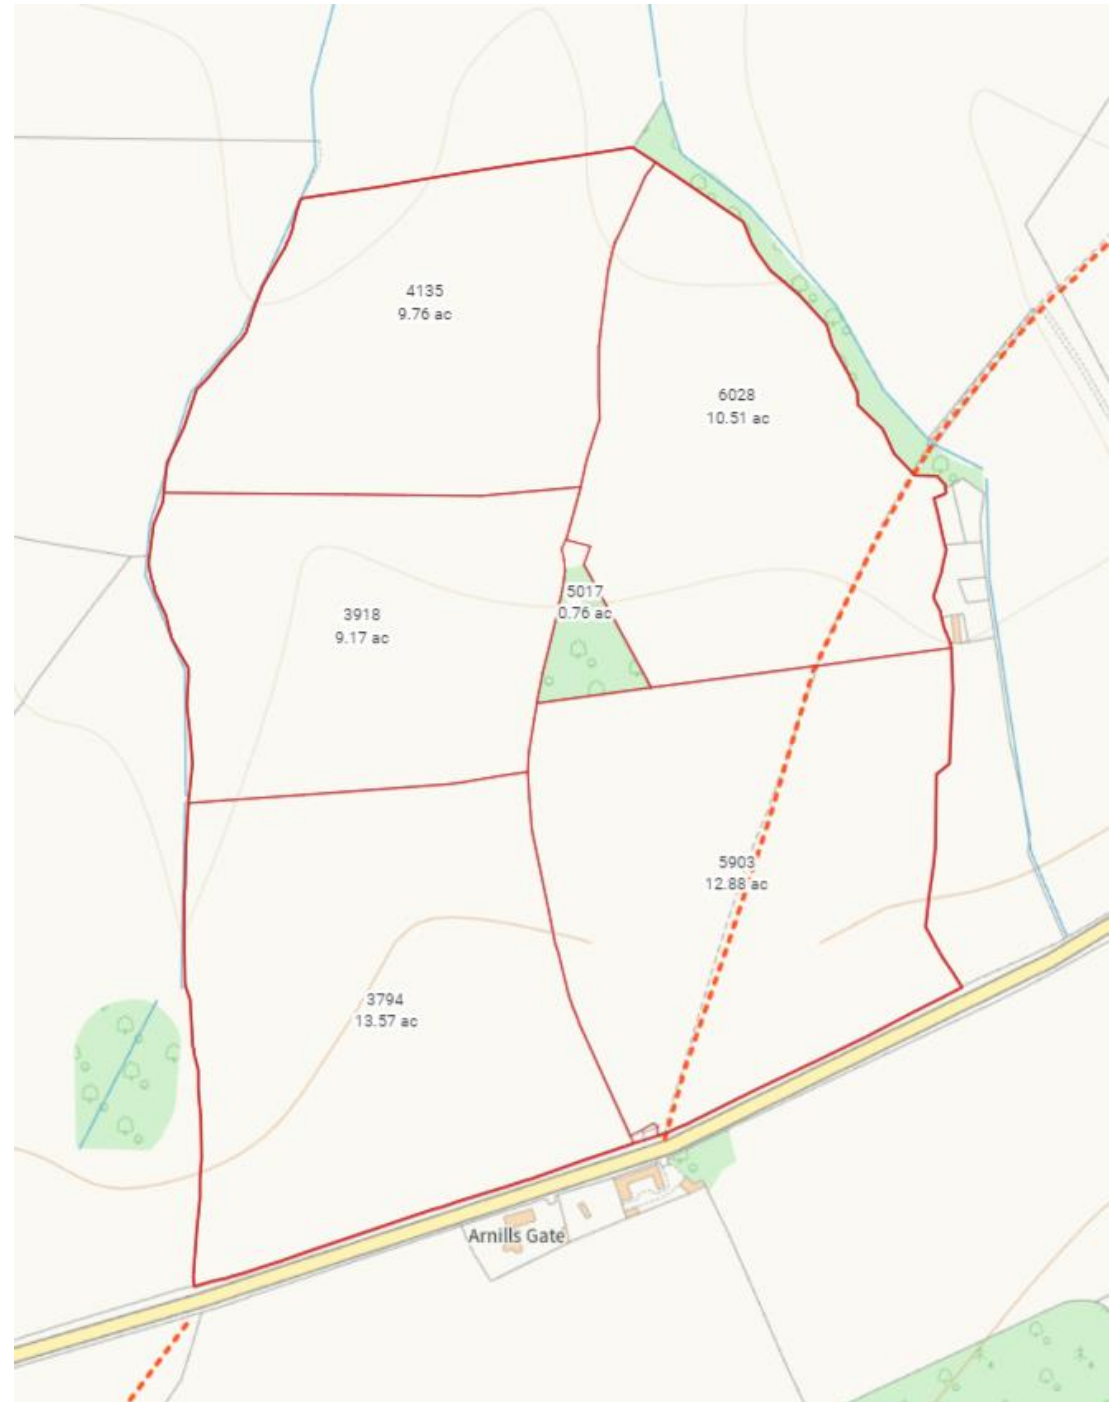 4135
9.76 ac
6028
10.51 ac
5017
0.76 ac
3918
9.17 ac
5903
12.88 ac
3794
13.57 ac
Arnills Gate